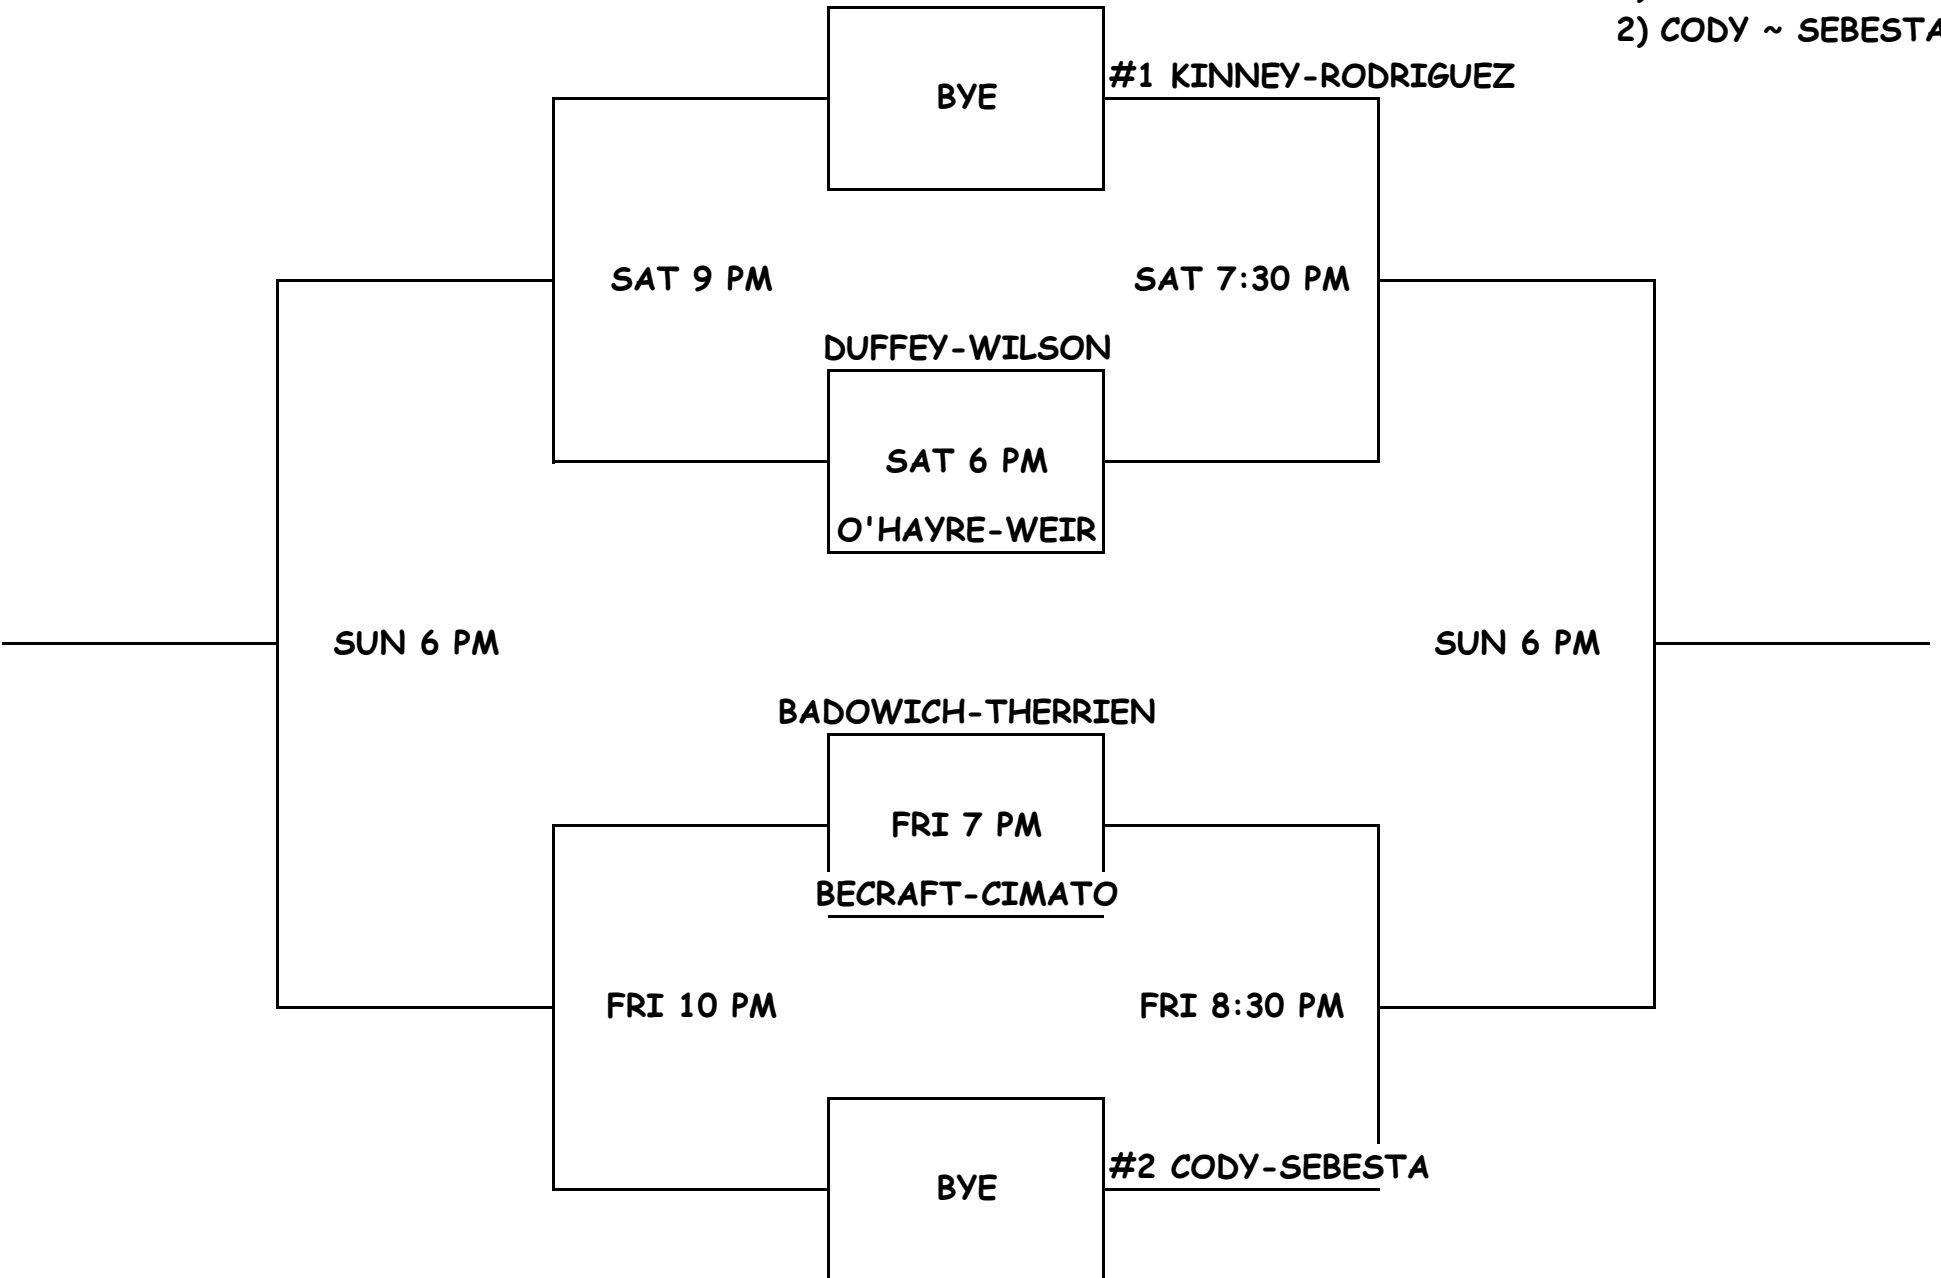 2) CODY ~ SEBESTA
#1 KINNEY-RODRIGUEZ
BYE
SAT 9 PM
SAT 7:30 PM
DUFFEY-WILSON
SAT 6 PM
O'HAYRE-WEIR
SUN 6 PM
SUN 6 PM
BADOWICH-THERRIEN
FRI 7 PM
BECRAFT-CIMATO
FRI 10 PM
FRI 8:30 PM
#2 CODY-SEBESTA
BYE